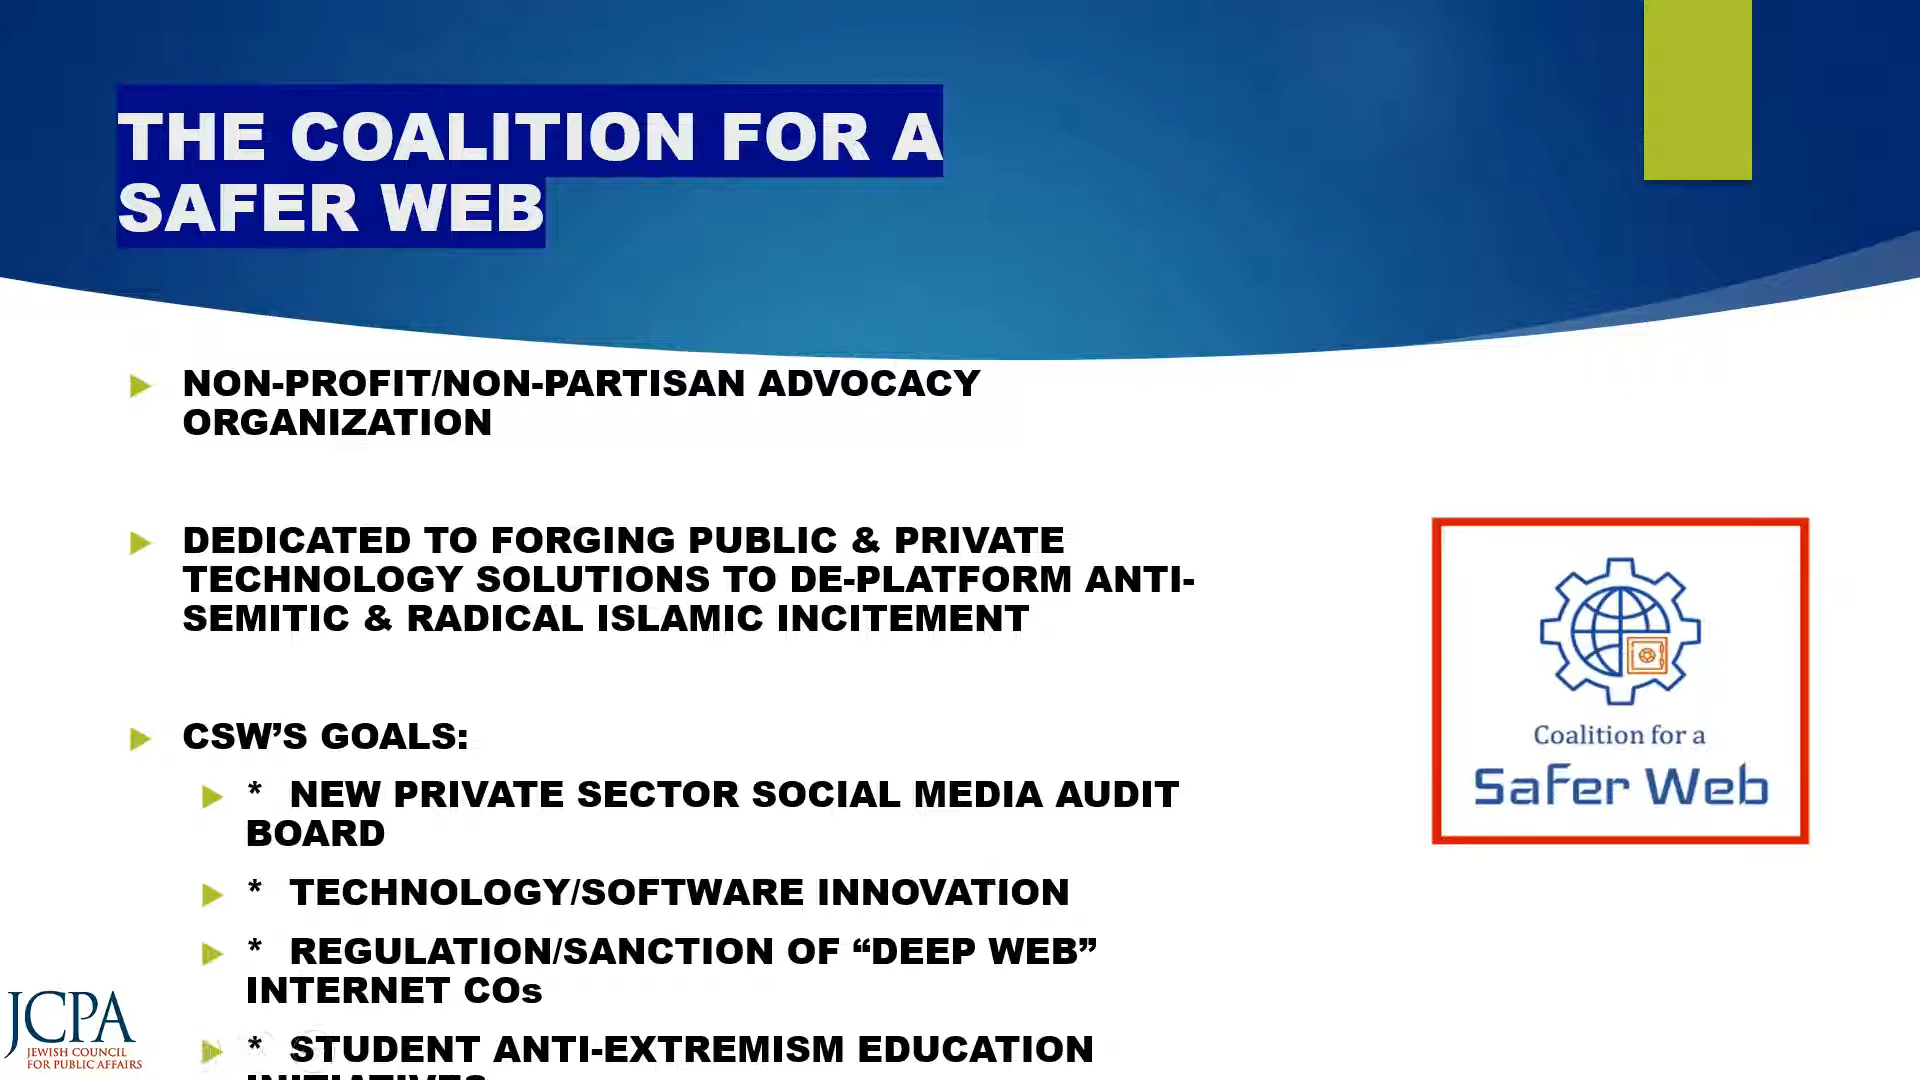 THE COALITION FOR A
SAFER WEB
NON-PROFIT/NON-PARTISAN ADVOCACY
ORGANIZATION
DEDICATED TO FORGING PUBLIC & PRIVATE
TECHNOLOGY SOLUTIONS TO DE-PLATFORM ANTI-
SEMITIC & RADICAL ISLAMIC INCITEMENT
CSW’S GOALS:
* NEW PRIVATE SECTOR SOCIAL MEDIA AUDIT
BOARD
* TECHNOLOGY/SOFTWARE INNOVATION
* REGULATION/SANCTION OF “DEEP WEB”
INTERNET COs
* STUDENT ANTI-EXTREMISM EDUCATION
INITIATIVES
Coalition for a
Safer Web
JCPA
JEWISH COUNCIL
FOR PUBLIC AFFAIRS